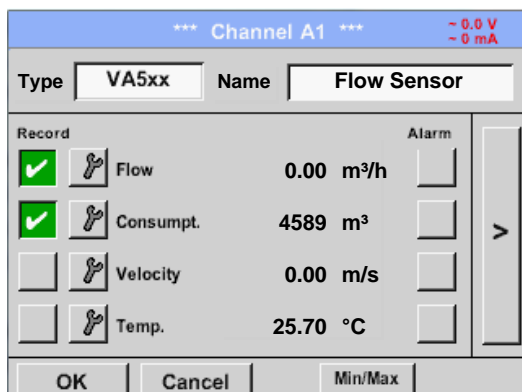 *** Channel A1 ***
~ 0.0 V
~ 0 mA
Type VA5xx Name Flow Sensor
Record Alarm
Flow 0.00 m³/h
Consumpt. 4589 m³
>
Velocity 0.00 m/s
Temp. 25.70 °C
OK Cancel Min/Max